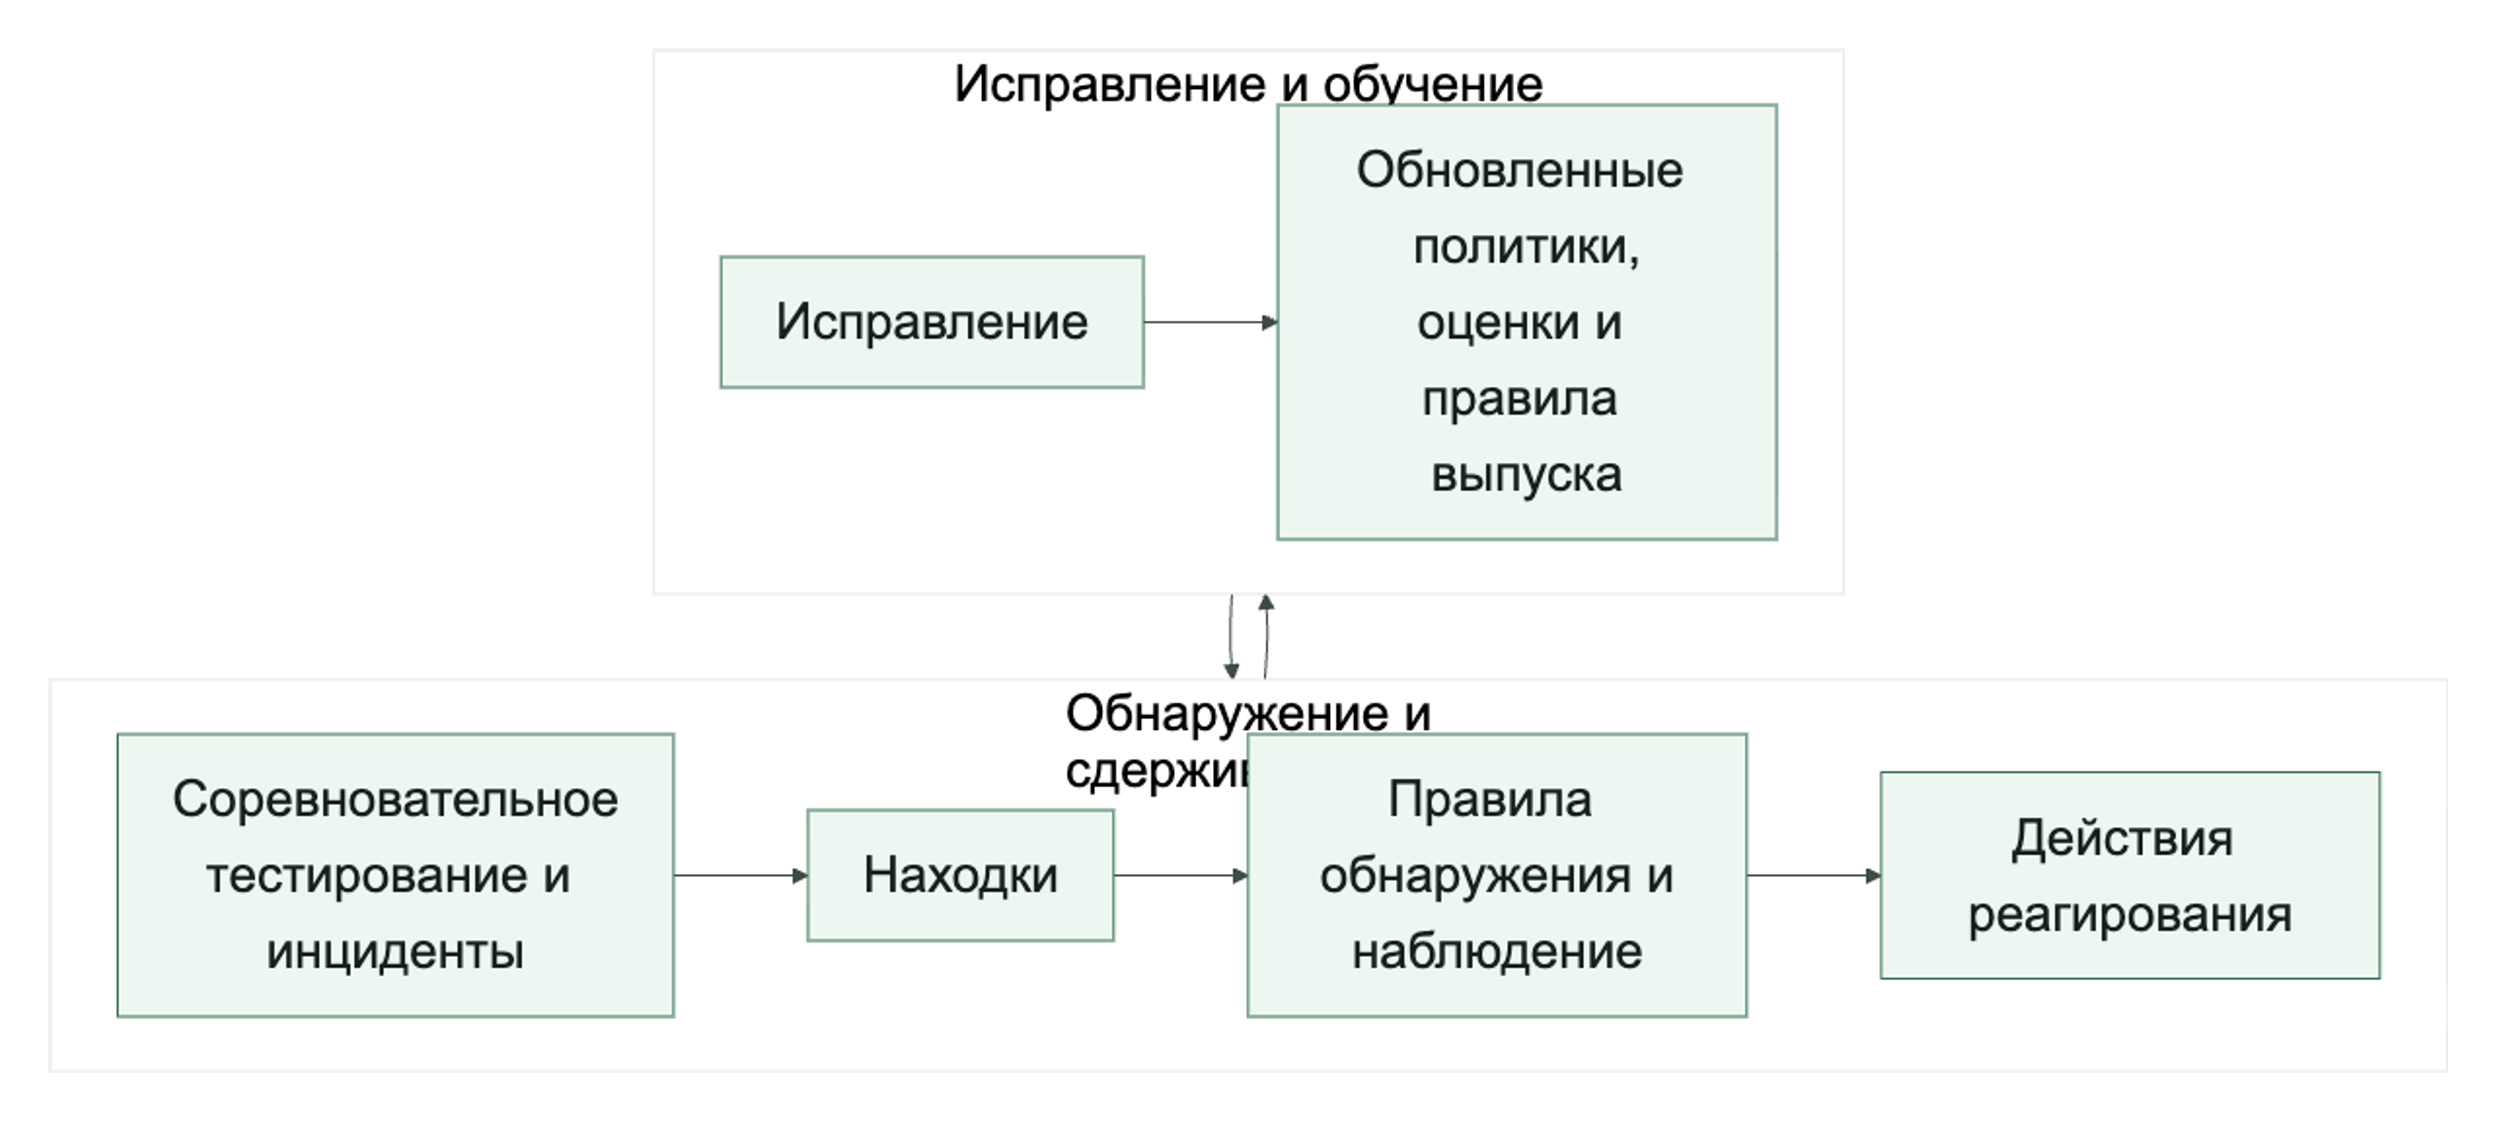 Исправление и обучение
Исправление
Обновленные
политики,
оценки и
правила
выпуска
Обнаружение и
Соревновательное
тестирование и
инциденты
Находки
Правила
обнаружения и
наблюдение
Действия
реагирования